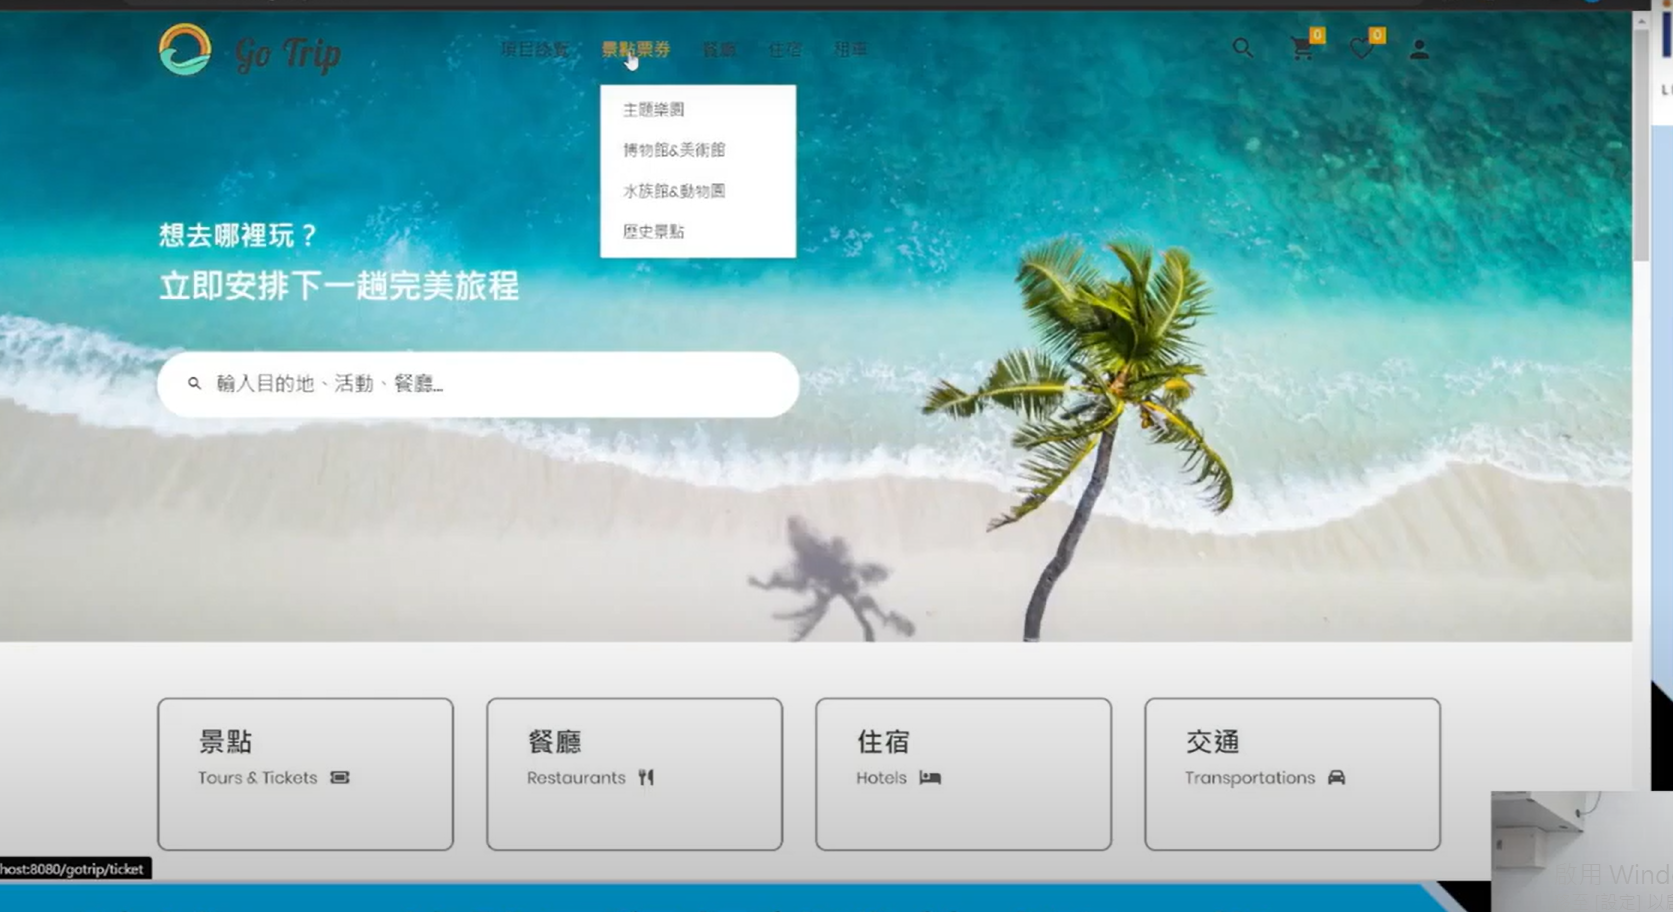 Go Trip
項目總覽 景點票券 餐廳 住宿 租車
0 0
主題樂園
博物館&美術館
水族館&動物園
歷史景點
想去哪裡玩？
立即安排下一趟完美旅程
輸入目的地、活動、餐廳...
景點
Tours & Tickets
餐廳
Restaurants
住宿
Hotels
交通
Transportations
host:8080/gotrip/ticket
啟用 Wind